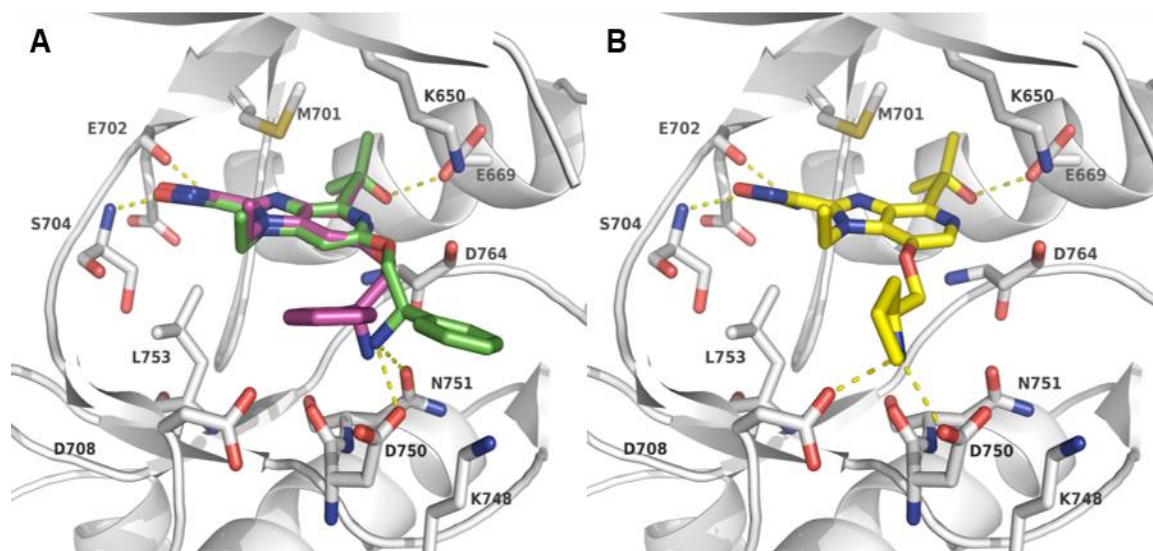 A
K650
M701
E702
E669
S704
D764
L753
N751
D708
D750
K748
B
K650
M701
E702
E669
S704
D764
L753
N751
D708
D750
K748